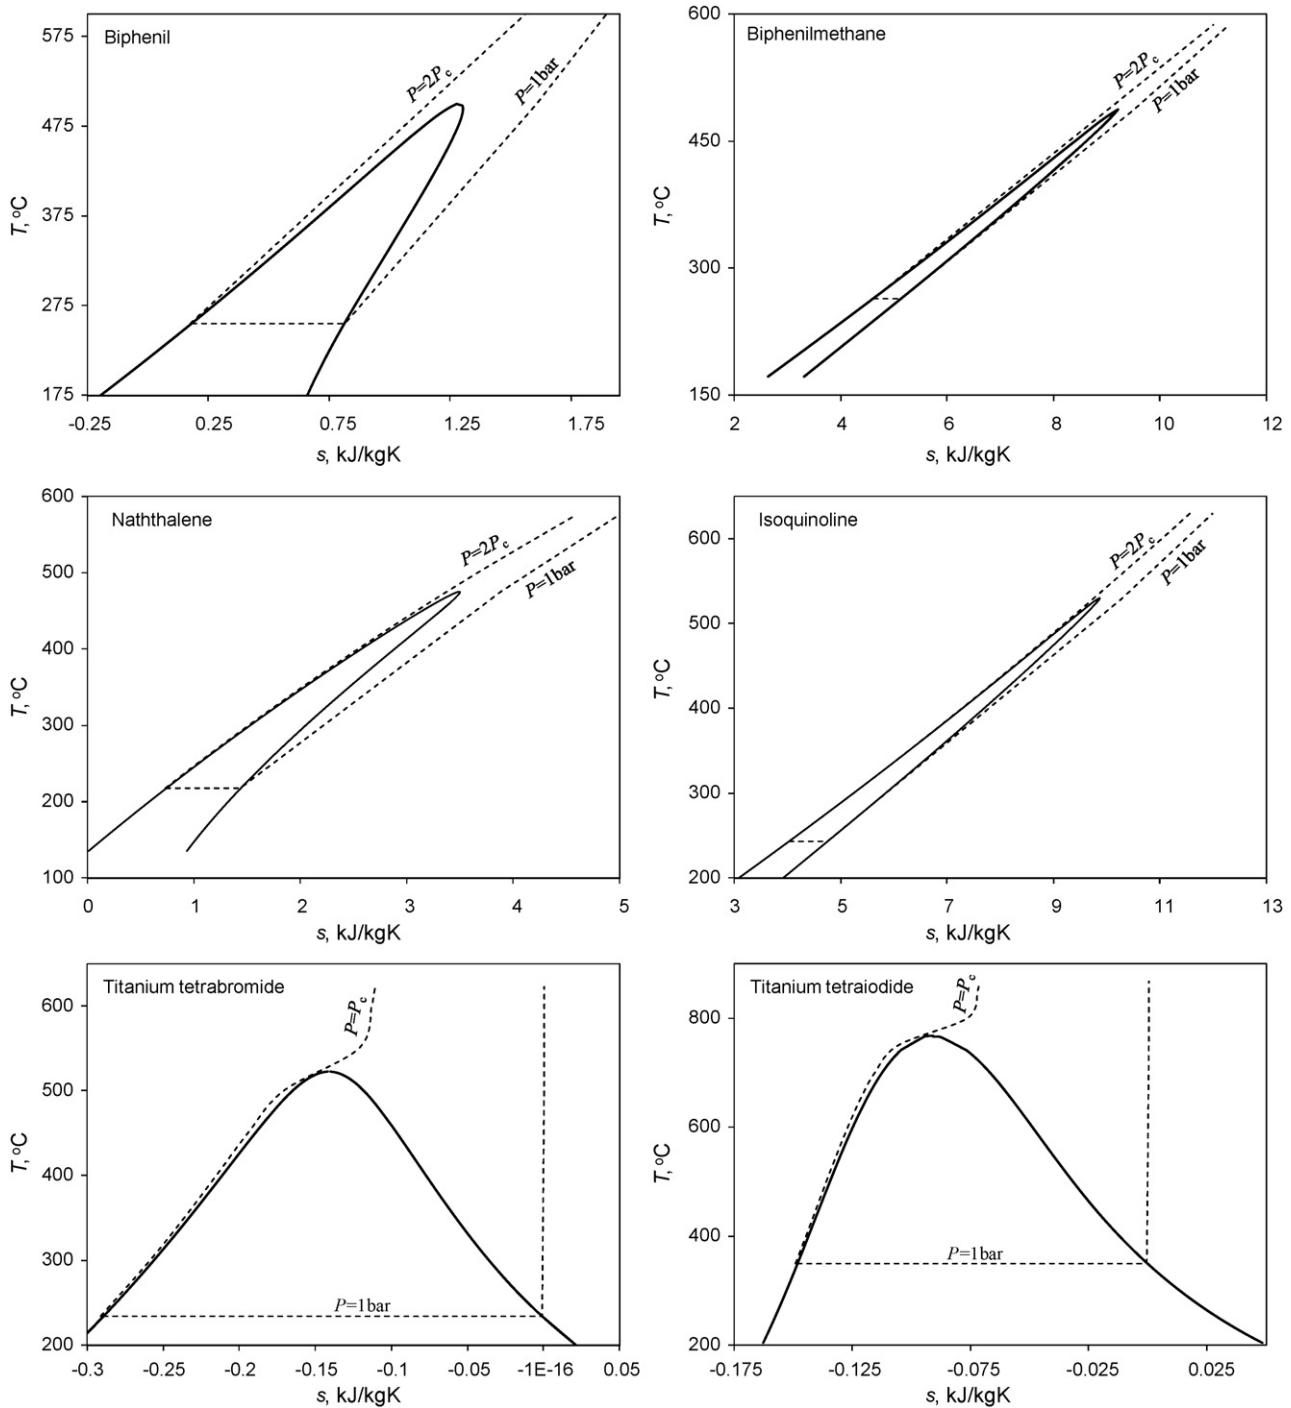 Biphenil
P=2Pc
P=1bar
575
475
375
275
175
-0.25
0.25
0.75
1.25
1.75
T, oC
s, kJ/kgK
Biphenilmethane
P=2Pc
P=1bar
600
450
300
150
2
4
6
8
10
12
T, oC
s, kJ/kgK
Naththalene
P=2Pc
P=1bar
600
500
400
300
200
100
0
1
2
3
4
5
T, oC
s, kJ/kgK
Isoquinoline
P=2Pc
P=1bar
600
500
400
300
200
3
5
7
9
11
13
T, oC
s, kJ/kgK
Titanium tetrabromide
P=Pc
P=1bar
600
500
400
300
200
-0.3
-0.25
-0.2
-0.15
-0.1
-0.05
-1E-16
0.05
T, oC
s, kJ/kgK
Titanium tetraiodide
P=Pc
P=1bar
800
600
400
200
-0.175
-0.125
-0.075
-0.025
0.025
T, oC
s, kJ/kgK